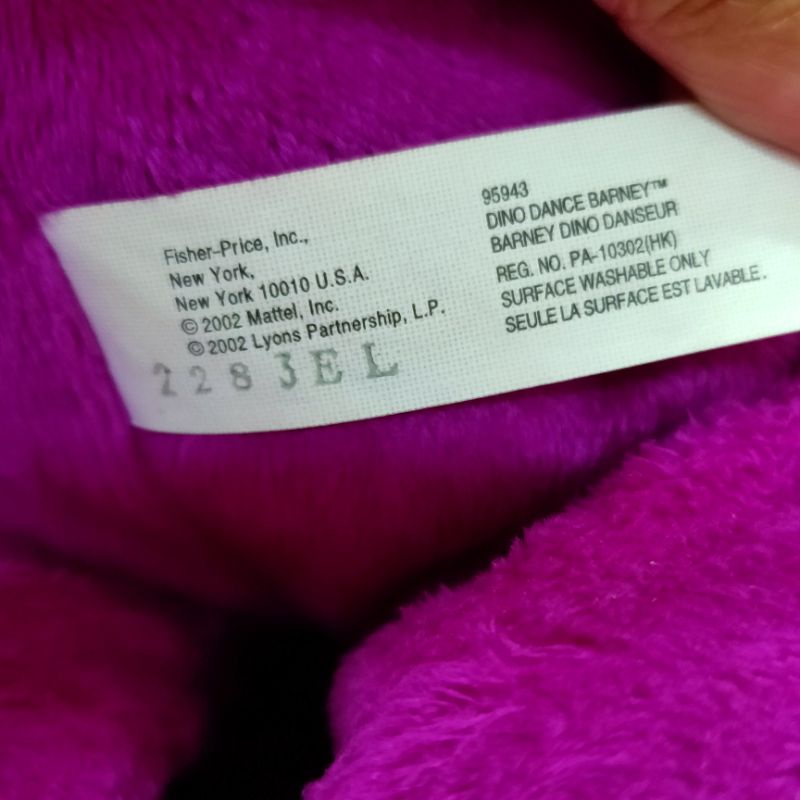 Fisher-Price, Inc.,
New York,
New York 10010 U.S.A.
© 2002 Mattel, Inc.
© 2002 Lyons Partnership, L.P.
2283EL
95943
DINO DANCE BARNEY™
BARNEY DINO DANSEUR
REG. NO. PA-10302(HK)
SURFACE WASHABLE ONLY
SEULE LA SURFACE EST LAVABLE.